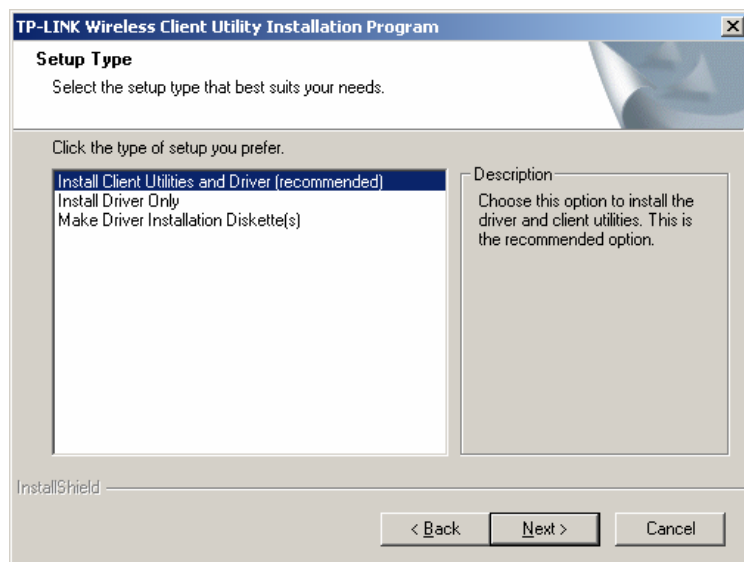 TP-LINK Wireless Client Utility Installation Program
Setup Type
Select the setup type that best suits your needs.
Click the type of setup you prefer.
Install Client Utilities and Driver (recommended)
Install Driver Only
Make Driver Installation Diskette(s)
Description
Choose this option to install the
driver and client utilities. This is
the recommended option.
InstallShield
< Back
Next >
Cancel